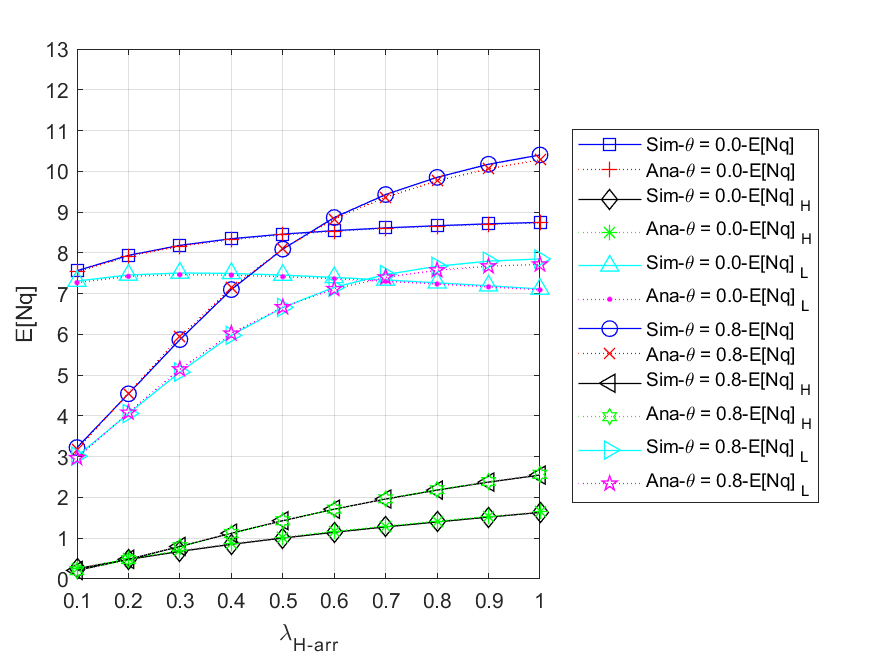 13
12
11
10
9
8
7
6
5
4
3
2
1
0
E[Nq]
0.1 0.2 0.3 0.4 0.5 0.6 0.7 0.8 0.9 1
λH-arr
Sim-θ = 0.0-E[Nq]
Ana-θ = 0.0-E[Nq]
Sim-θ = 0.0-E[Nq] H
Ana-θ = 0.0-E[Nq] H
Sim-θ = 0.0-E[Nq] L
Ana-θ = 0.0-E[Nq] L
Sim-θ = 0.8-E[Nq]
Ana-θ = 0.8-E[Nq]
Sim-θ = 0.8-E[Nq] H
Ana-θ = 0.8-E[Nq] H
Sim-θ = 0.8-E[Nq] L
Ana-θ = 0.8-E[Nq] L